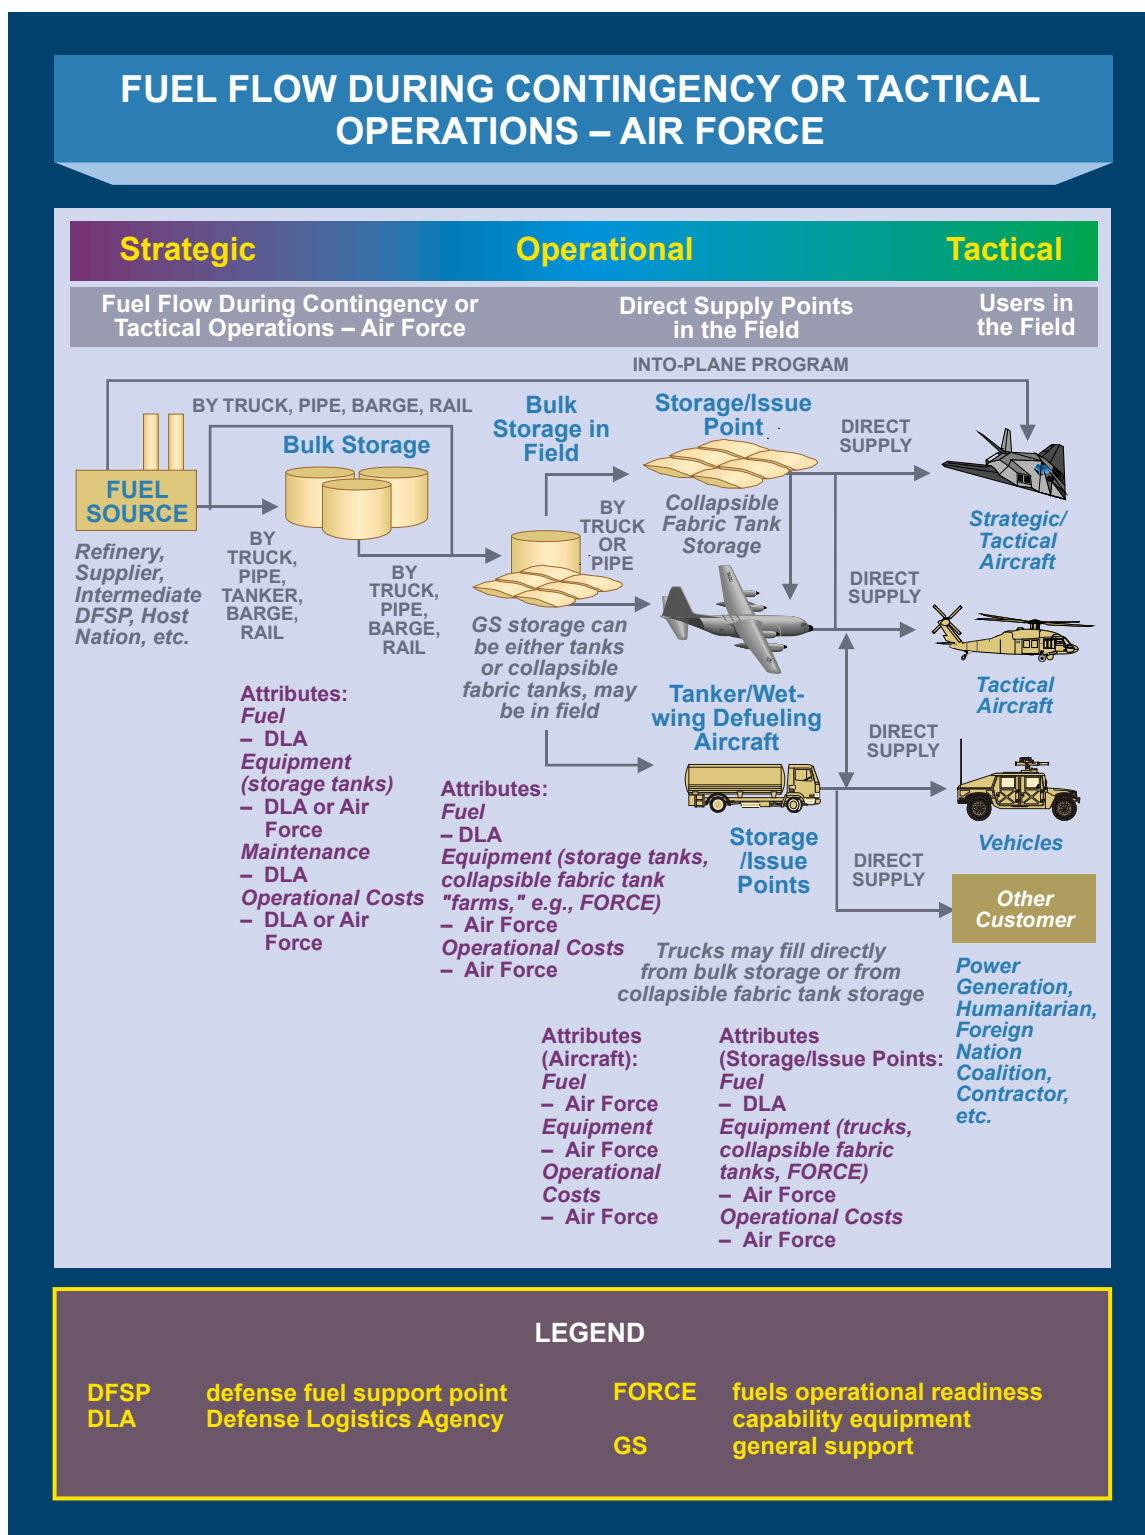 FUEL FLOW DURING CONTINGENCY OR TACTICAL
OPERATIONS – AIR FORCE
Strategic
Operational
Tactical
Fuel Flow During Contingency or
Tactical Operations – Air Force
Direct Supply Points
in the Field
Users in
the Field
INTO-PLANE PROGRAM
BY TRUCK, PIPE, BARGE, RAIL
Bulk Storage
Bulk
Storage in
Field
Storage/Issue
Point
DIRECT
SUPPLY
FUEL
SOURCE
Refinery,
Supplier,
Intermediate
DFSP, Host
Nation, etc.
BY
TRUCK,
PIPE,
TANKER,
BARGE,
RAIL
BY
TRUCK,
PIPE,
BARGE,
RAIL
BY
TRUCK
OR
PIPE
Collapsible
Fabric Tank
Storage
Strategic/
Tactical
Aircraft
DIRECT
SUPPLY
GS storage can
be either tanks
or collapsible
fabric tanks, may
be in field
Tanker/Wet-
wing Defueling
Aircraft
Tactical
Aircraft
DIRECT
SUPPLY
Storage
/Issue
Points
Vehicles
DIRECT
SUPPLY
Other
Customer
Power
Generation,
Humanitarian,
Foreign
Nation
Coalition,
Contractor,
etc.
Trucks may fill directly
from bulk storage or from
collapsible fabric tank storage
Attributes:
Fuel
– DLA
Equipment
(storage tanks)
– DLA or Air
Force
Maintenance
– DLA
Operational Costs
– DLA or Air
Force
Attributes:
Fuel
– DLA
Equipment (storage tanks,
collapsible fabric tank
"farms," e.g., FORCE)
– Air Force
Operational Costs
– Air Force
Attributes
(Aircraft):
Fuel
– Air Force
Equipment
– Air Force
Operational
Costs
– Air Force
Attributes
(Storage/Issue Points:
Fuel
– DLA
Equipment (trucks,
collapsible fabric
tanks, FORCE)
– Air Force
Operational Costs
– Air Force
LEGEND
DFSP defense fuel support point
DLA Defense Logistics Agency
FORCE fuels operational readiness
capability equipment
GS general support